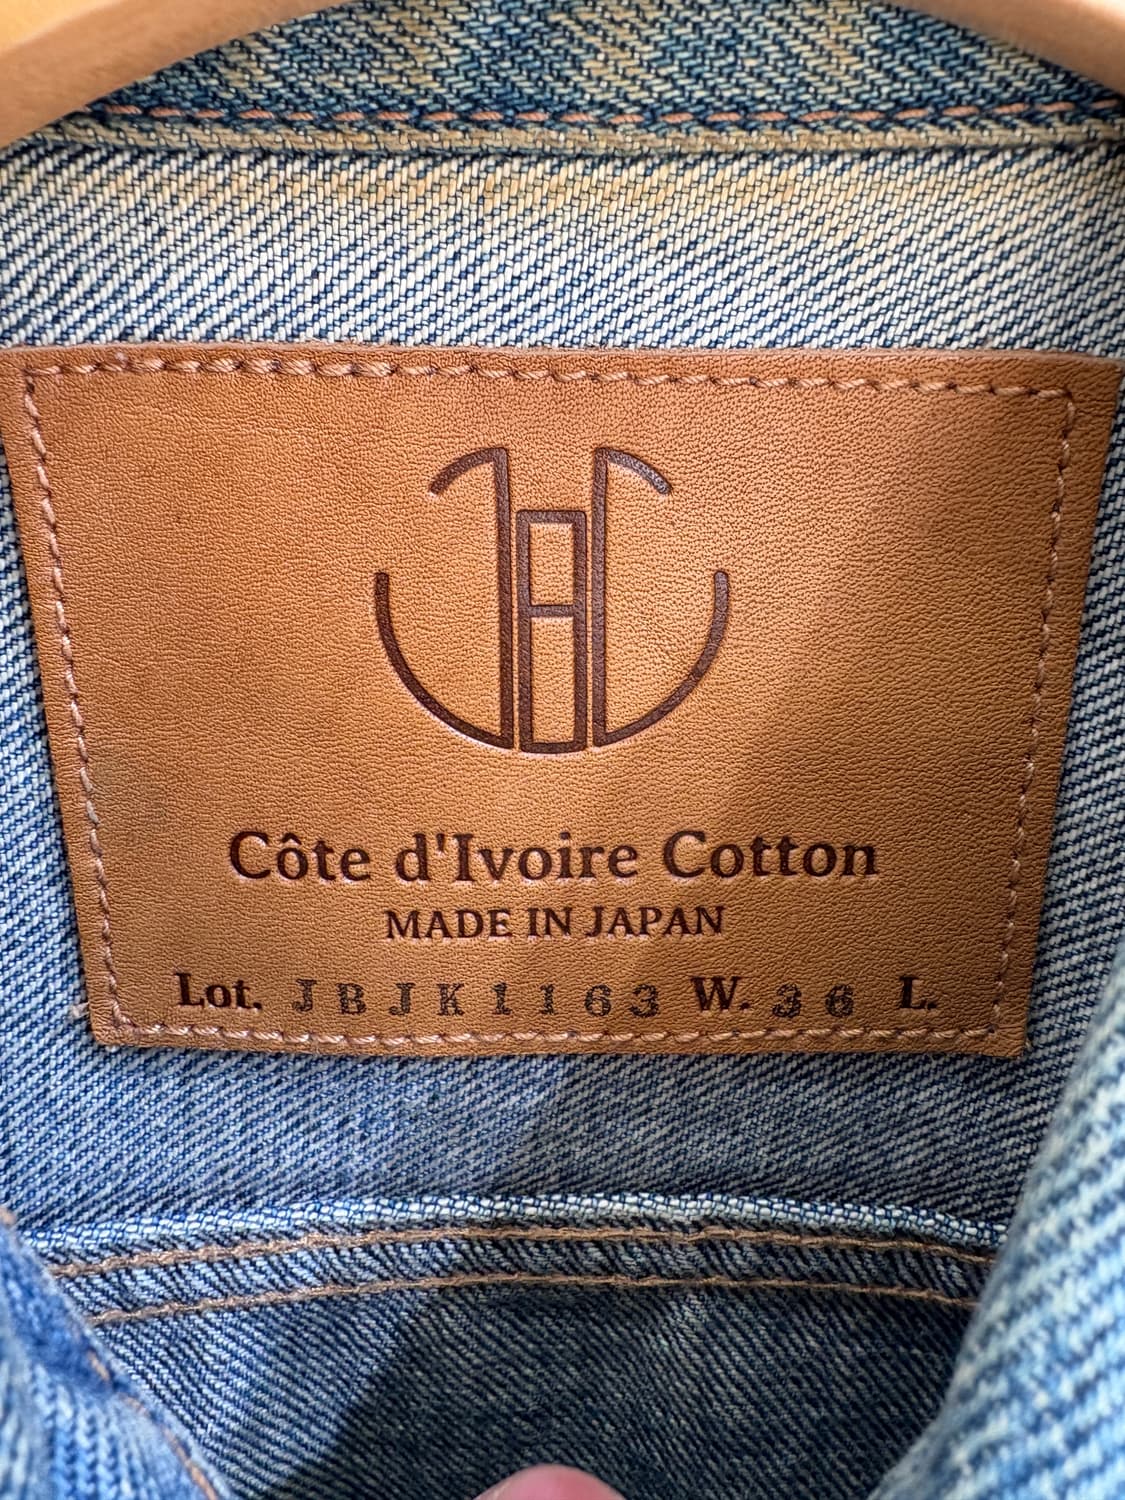 Côte d'Ivoire Cotton
MADE IN JAPAN
Lot. JBJK1163 W. 36 L.